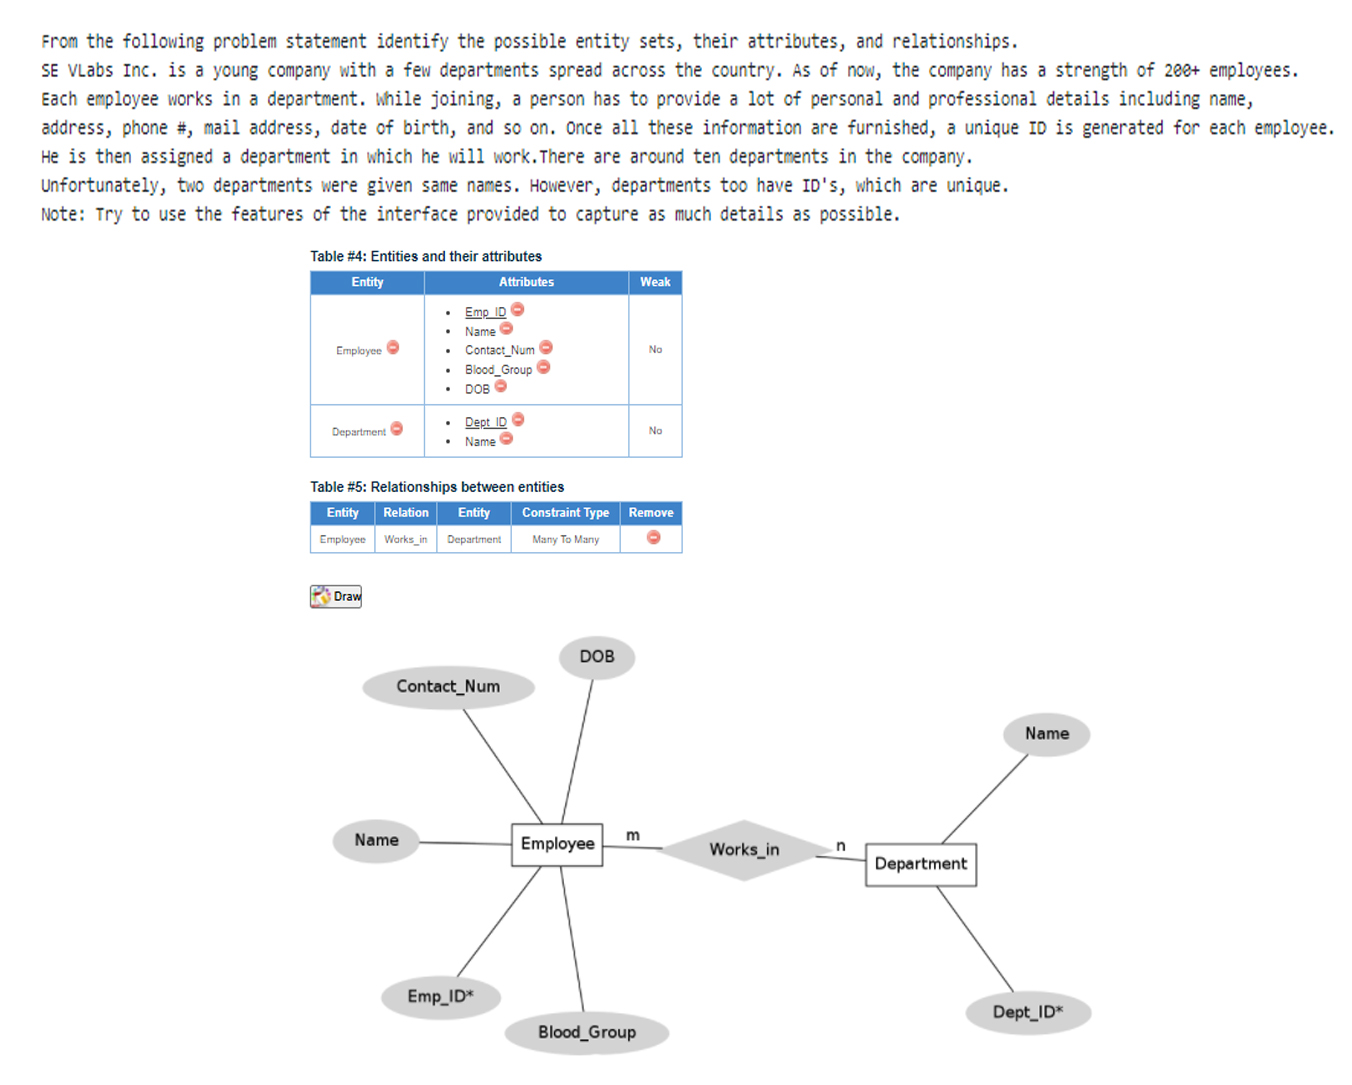 From the following problem statement identify the possible entity sets, their attributes, and relationships.
SE VLabs Inc. is a young company with a few departments spread across the country. As of now, the company has a strength of 200+ employees.
Each employee works in a department. While joining, a person has to provide a lot of personal and professional details including name,
address, phone #, mail address, date of birth, and so on. Once all these information are furnished, a unique ID is generated for each employee.
He is then assigned a department in which he will work.There are around ten departments in the company.
Unfortunately, two departments were given same names. However, departments too have ID's, which are unique.
Note: Try to use the features of the interface provided to capture as much details as possible.
Table #4: Entities and their attributes
Entity Attributes Weak
Employee
Emp_ID
Name
Contact_Num
Blood_Group
DOB
No
Department
Dept_ID
Name
No
Table #5: Relationships between entities
Entity Relation Entity Constraint Type Remove
Employee Works_in Department Many To Many
Draw
DOB
Contact_Num
Name
Name
Employee
m
Works_in
n
Department
Emp_ID*
Blood_Group
Dept_ID*